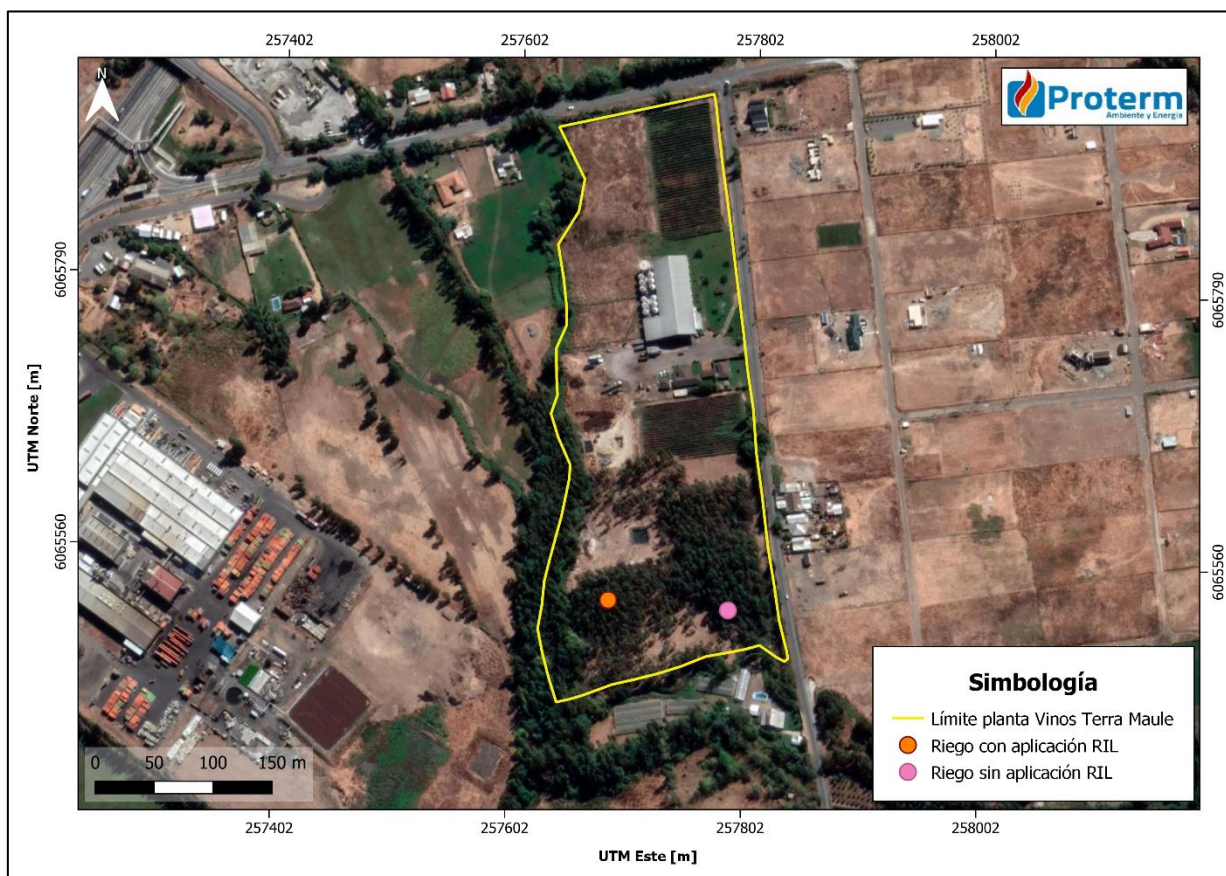 257402
257602
257802
258002
N
Proterm
Ambiente y Energía
6065790
6065790
UTM Norte [m]
6065560
6065560
Simbología
Límite planta Vinos Terra Maule
Riego con aplicación RIL
Riego sin aplicación RIL
0 50 100 150 m
257402
257602
257802
258002
UTM Este [m]